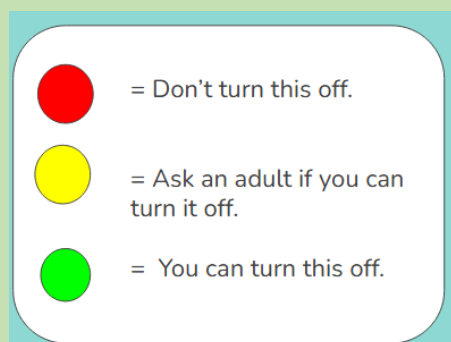 = Don’t turn this off.
= Ask an adult if you can
turn it off.
= You can turn this off.